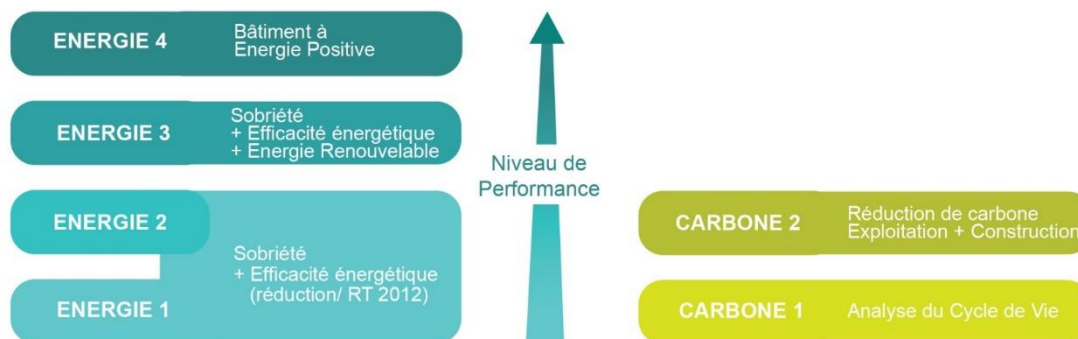 ENERGIE 4
Bâtiment à
Energie Positive
ENERGIE 3
Sobriété
+ Efficacité énergétique
+ Energie Renouvelable
ENERGIE 2
ENERGIE 1
Sobriété
+ Efficacité énergétique
(réduction/ RT 2012)
Niveau de
Performance
CARBONE 2
Réduction de carbone
Exploitation + Construction
CARBONE 1
Analyse du Cycle de Vie